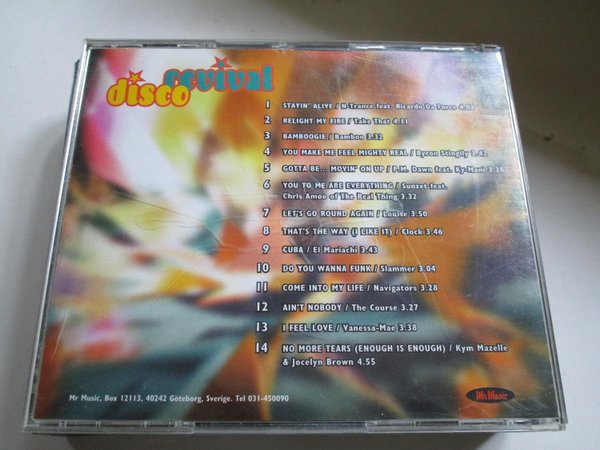 disco revival
1 STAYIN' ALIVE / N-Trance feat. Ricardo Da Force 4.03
2 RELIGHT MY FIRE / Take That 4.11
3 BAMBOOGIE / Bamboo 3.32
4 YOU MAKE ME FEEL MIGHTY REAL / Byron Stinglly 3.42
5 GOTTA BE... MOVIN' ON UP / P.M. Dawn feat. Ky-Mani 3.38
6 YOU TO ME ARE EVERYTHING / Sunzet feat.
Chris Amoo of The Real Thing 3.32
7 LET'S GO ROUND AGAIN / Louise 3.50
8 THAT'S THE WAY (I LIKE IT) / Clock 3.46
9 CUBA / El Mariachi 3.43
10 DO YOU WANNA FUNK / Slammer 3.04
11 COME INTO MY LIFE / Navigators 3.28
12 AIN'T NOBODY / The Course 3.27
13 I FEEL LOVE / Vanessa-Mae 3.38
14 NO MORE TEARS (ENOUGH IS ENOUGH) / Kym Mazelle
& Jocelyn Brown 4.55
Mr Music, Box 12113, 40242 Göteborg, Sverige. Tel 031-450090
Mr Music